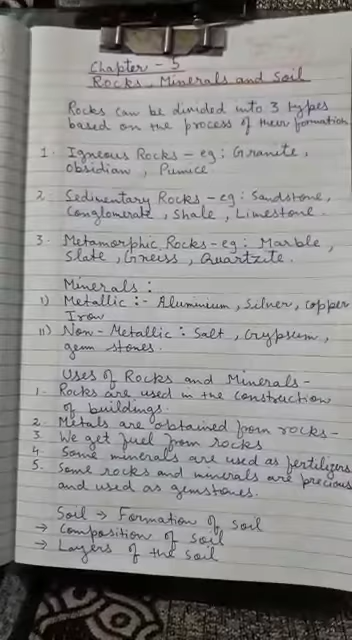 Chapter - 5
Rocks, Minerals and Soil
Rocks can be divided into 3 types
based on the process of their formation
1. Igneous Rocks - eg: Granite,
Obsidian, Pumice
2. Sedimentary Rocks - eg: Sandstone,
Conglomerate, Shale, Limestone.
3. Metamorphic Rocks - eg: Marble,
Slate, Gneiss, Quartzite.
Minerals:
i) Metallic :- Aluminium, Silver, Copper
Iron
ii) Non-Metallic: Salt, Gypsum,
gem stones.
Uses of Rocks and Minerals -
1. Rocks are used in the construction
of buildings.
2. Metals are obtained from rocks -
3. We get fuel from rocks
4. Some minerals are used as fertilizers
5. Some rocks and minerals are precious
and used as gemstones.
Soil → Formation of soil
→ Composition of soil
→ Layers of the soil